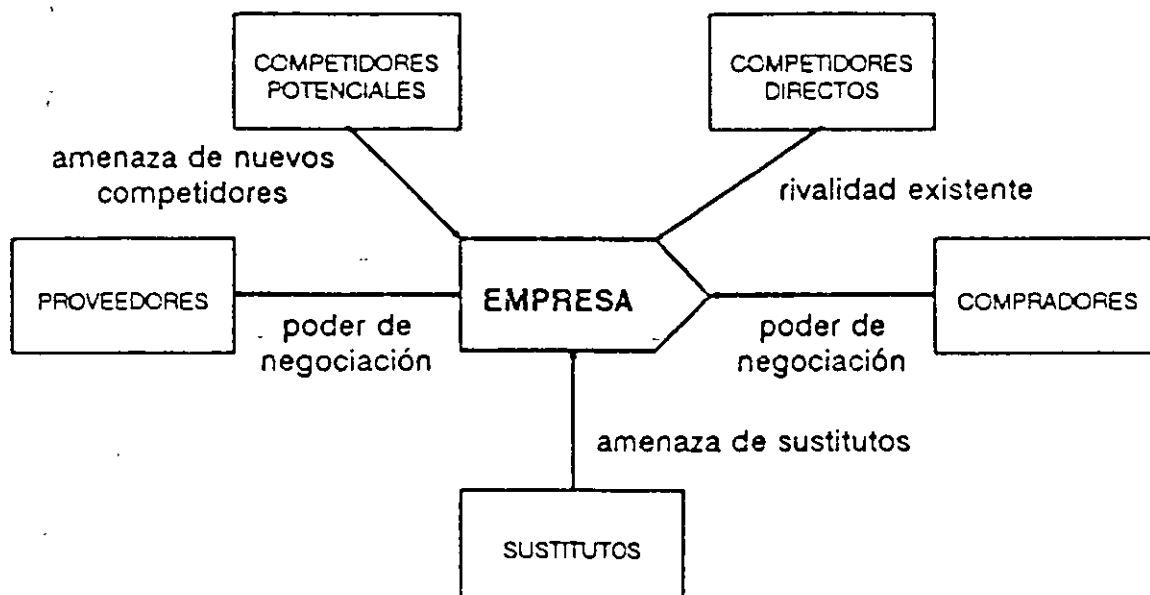 COMPETIDORES
POTENCIALES
COMPETIDORES
DIRECTOS
amenaza de nuevos
competidores
rivalidad existente
PROVEEDORES
EMPRESA
COMPRADORES
poder de
negociación
poder de
negociación
amenaza de sustitutos
SUSTITUTOS